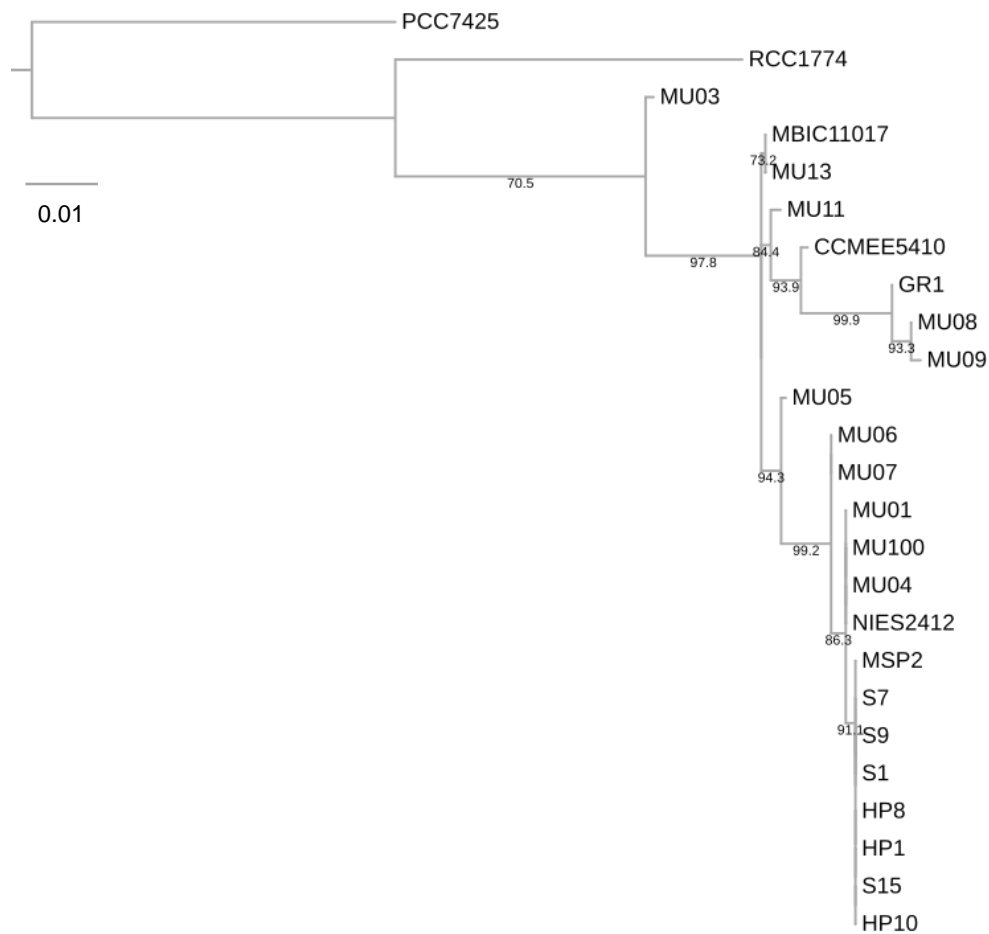 PCC7425
RCC1774
MU03
MBIC11017
73.2
MU13
70.5
0.01
MU11
CCMEE5410
84.4
97.8
GR1
93.9
99.9
MU08
93.3
MU09
MU05
MU06
MU07
94.3
MU01
MU100
99.2
MU04
NIES2412
86.3
MSP2
S7
91.1
S9
S1
HP8
HP1
S15
HP10